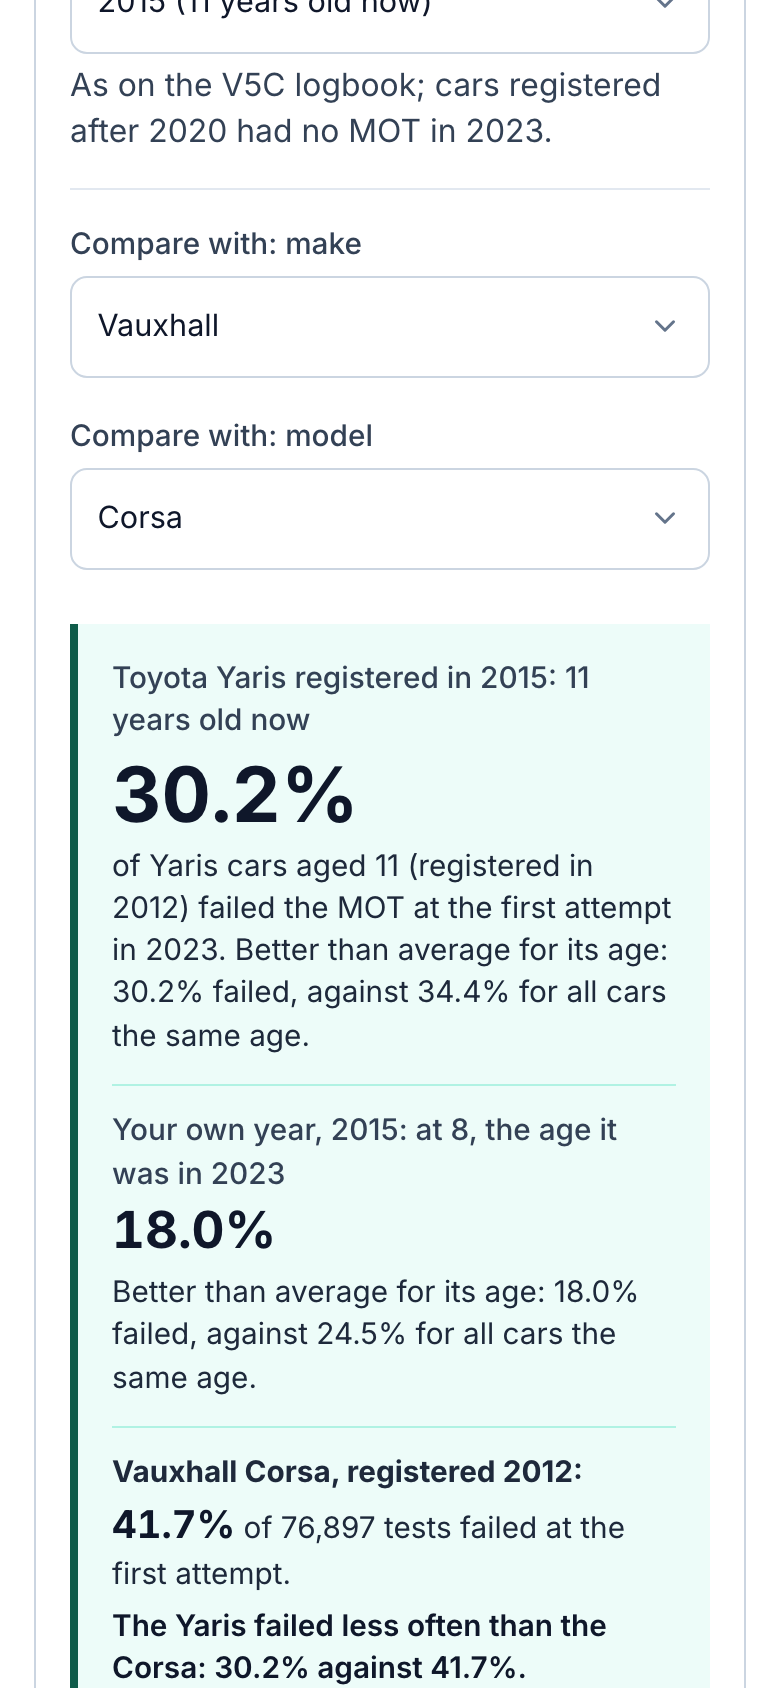 2015 (11 years old now)
As on the V5C logbook; cars registered
after 2020 had no MOT in 2023.
Compare with: make
Vauxhall
Compare with: model
Corsa
Toyota Yaris registered in 2015: 11
years old now
30.2%
of Yaris cars aged 11 (registered in
2012) failed the MOT at the first attempt
in 2023. Better than average for its age:
30.2% failed, against 34.4% for all cars
the same age.
Your own year, 2015: at 8, the age it
was in 2023
18.0%
Better than average for its age: 18.0%
failed, against 24.5% for all cars the
same age.
Vauxhall Corsa, registered 2012:
41.7% of 76,897 tests failed at the
first attempt.
The Yaris failed less often than the
Corsa: 30.2% against 41.7%.